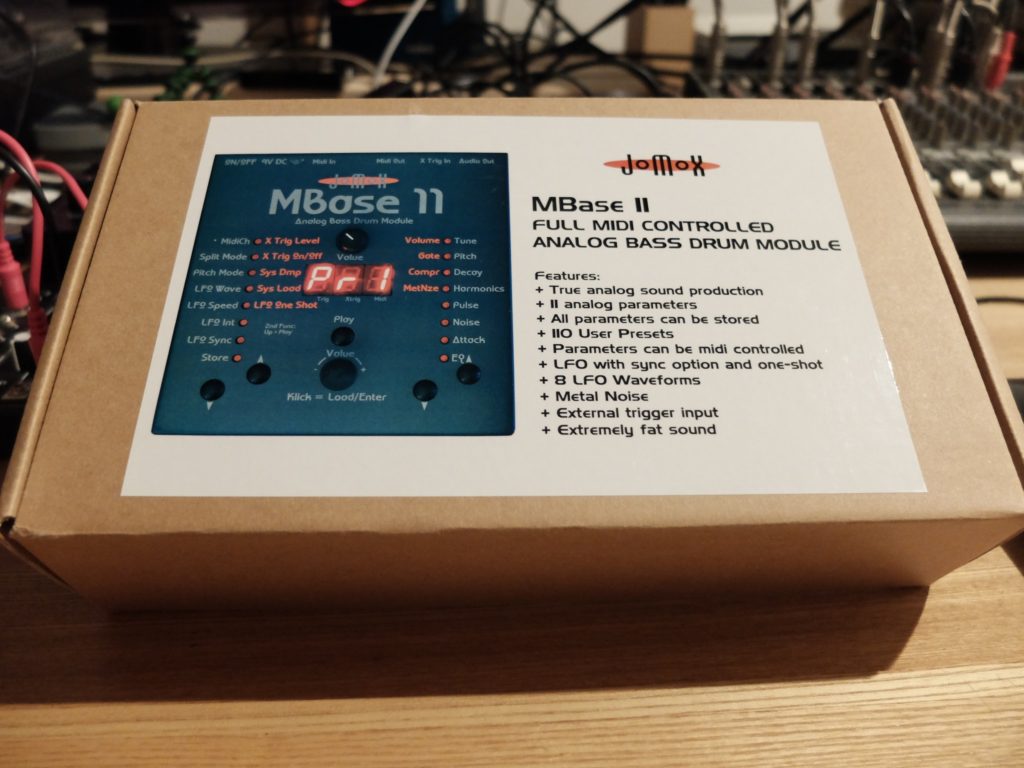 ON/OFF 9V DC Midi In Midi Out X Trig In Audio Out
JoMoX
MBase 11
Analog Bass Drum Module
MidiCh X Trig Level Volume Tune
Value
Split Mode X Trig On/Off Gate Pitch
Pitch Mode Sys Dmp Pr1 Compr Decay
LFO Wave Sys Load MetNze Harmonics
Trig Xtrig Midi
LFO Speed LFO One Shot Pulse
LFO Int 2nd Func: Play Noise
Up + Play
LFO Sync Attack
Store Value EQ
Klick = Load/Enter
JoMoX
MBase 11
FULL MIDI CONTROLLED
ANALOG BASS DRUM MODULE
Features:
+ True analog sound production
+ 11 analog parameters
+ All parameters can be stored
+ 110 User Presets
+ Parameters can be midi controlled
+ LFO with sync option and one-shot
+ 8 LFO Waveforms
+ Metal Noise
+ External trigger input
+ Extremely fat sound